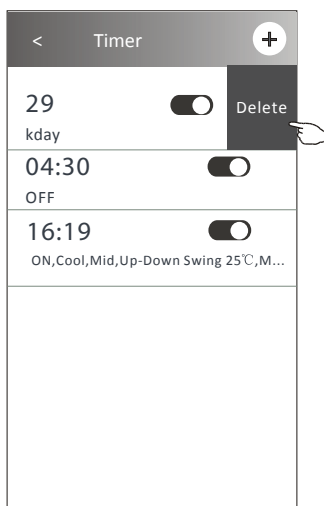 < Timer +
29 Delete
kday
04:30
OFF
16:19
ON,Cool,Mid,Up-Down Swing 25℃,M...